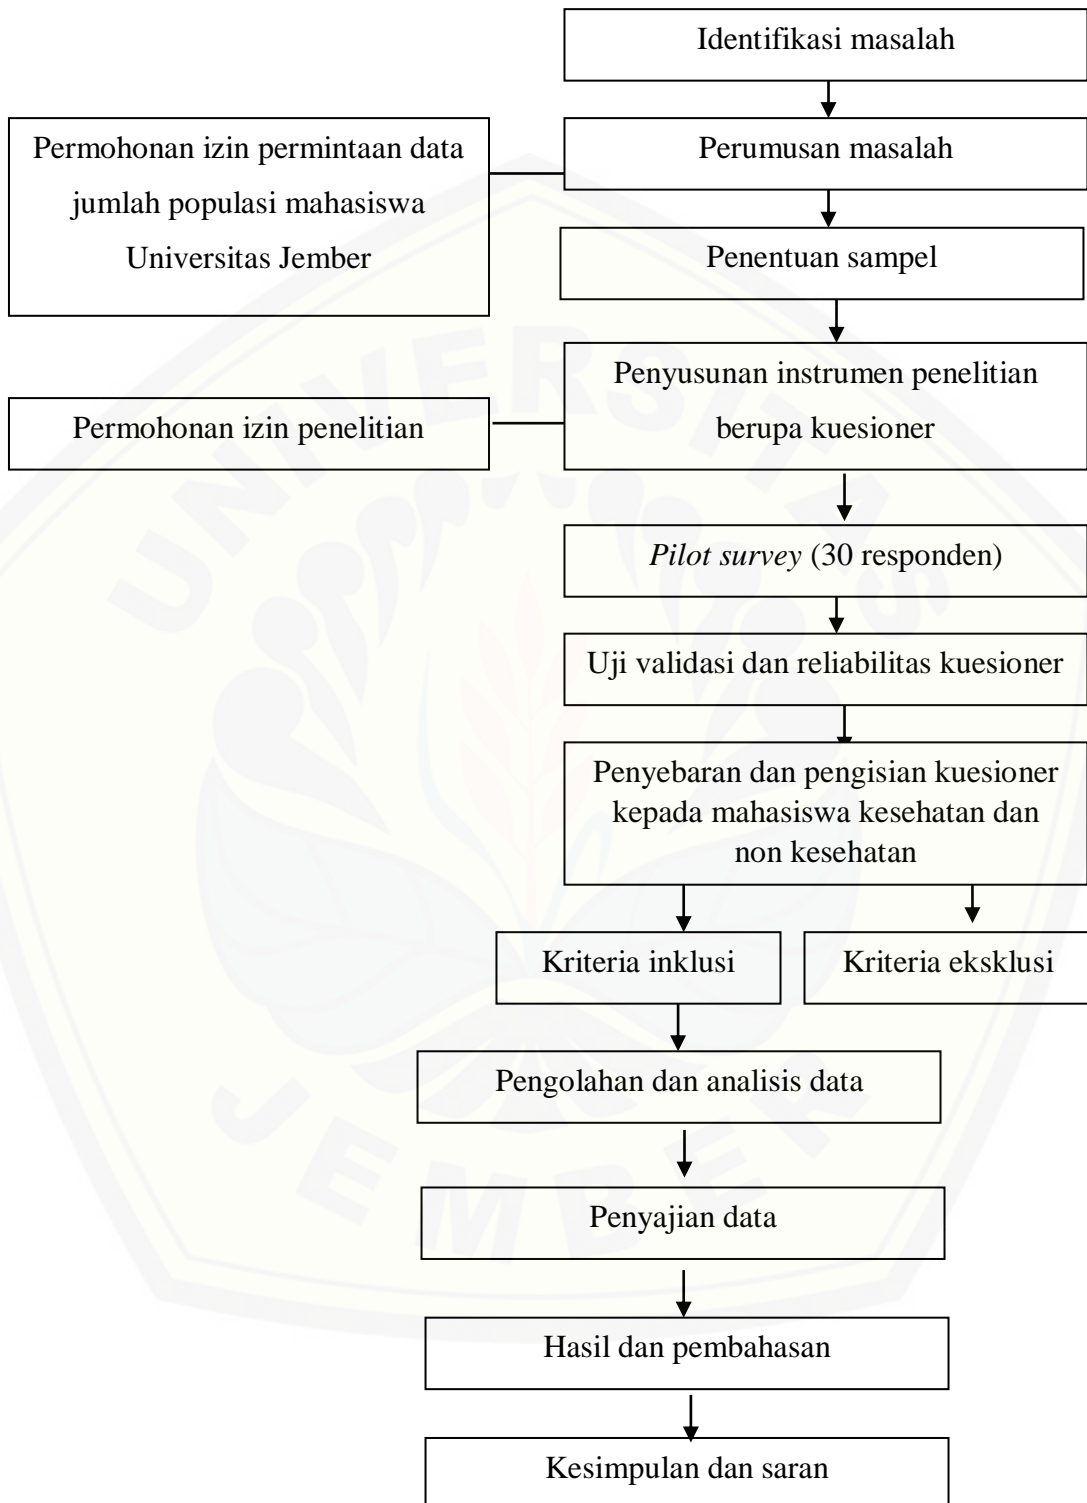 Identifikasi masalah
Permohonan izin permintaan data
jumlah populasi mahasiswa
Universitas Jember
Perumusan masalah
Penentuan sampel
Permohonan izin penelitian
Penyusunan instrumen penelitian
berupa kuesioner
Pilot survey (30 responden)
Uji validasi dan reliabilitas kuesioner
Penyebaran dan pengisian kuesioner
kepada mahasiswa kesehatan dan
non kesehatan
Kriteria inklusi
Kriteria eksklusi
Pengolahan dan analisis data
Penyajian data
Hasil dan pembahasan
Kesimpulan dan saran
UNIVERSITAS
JEMBER